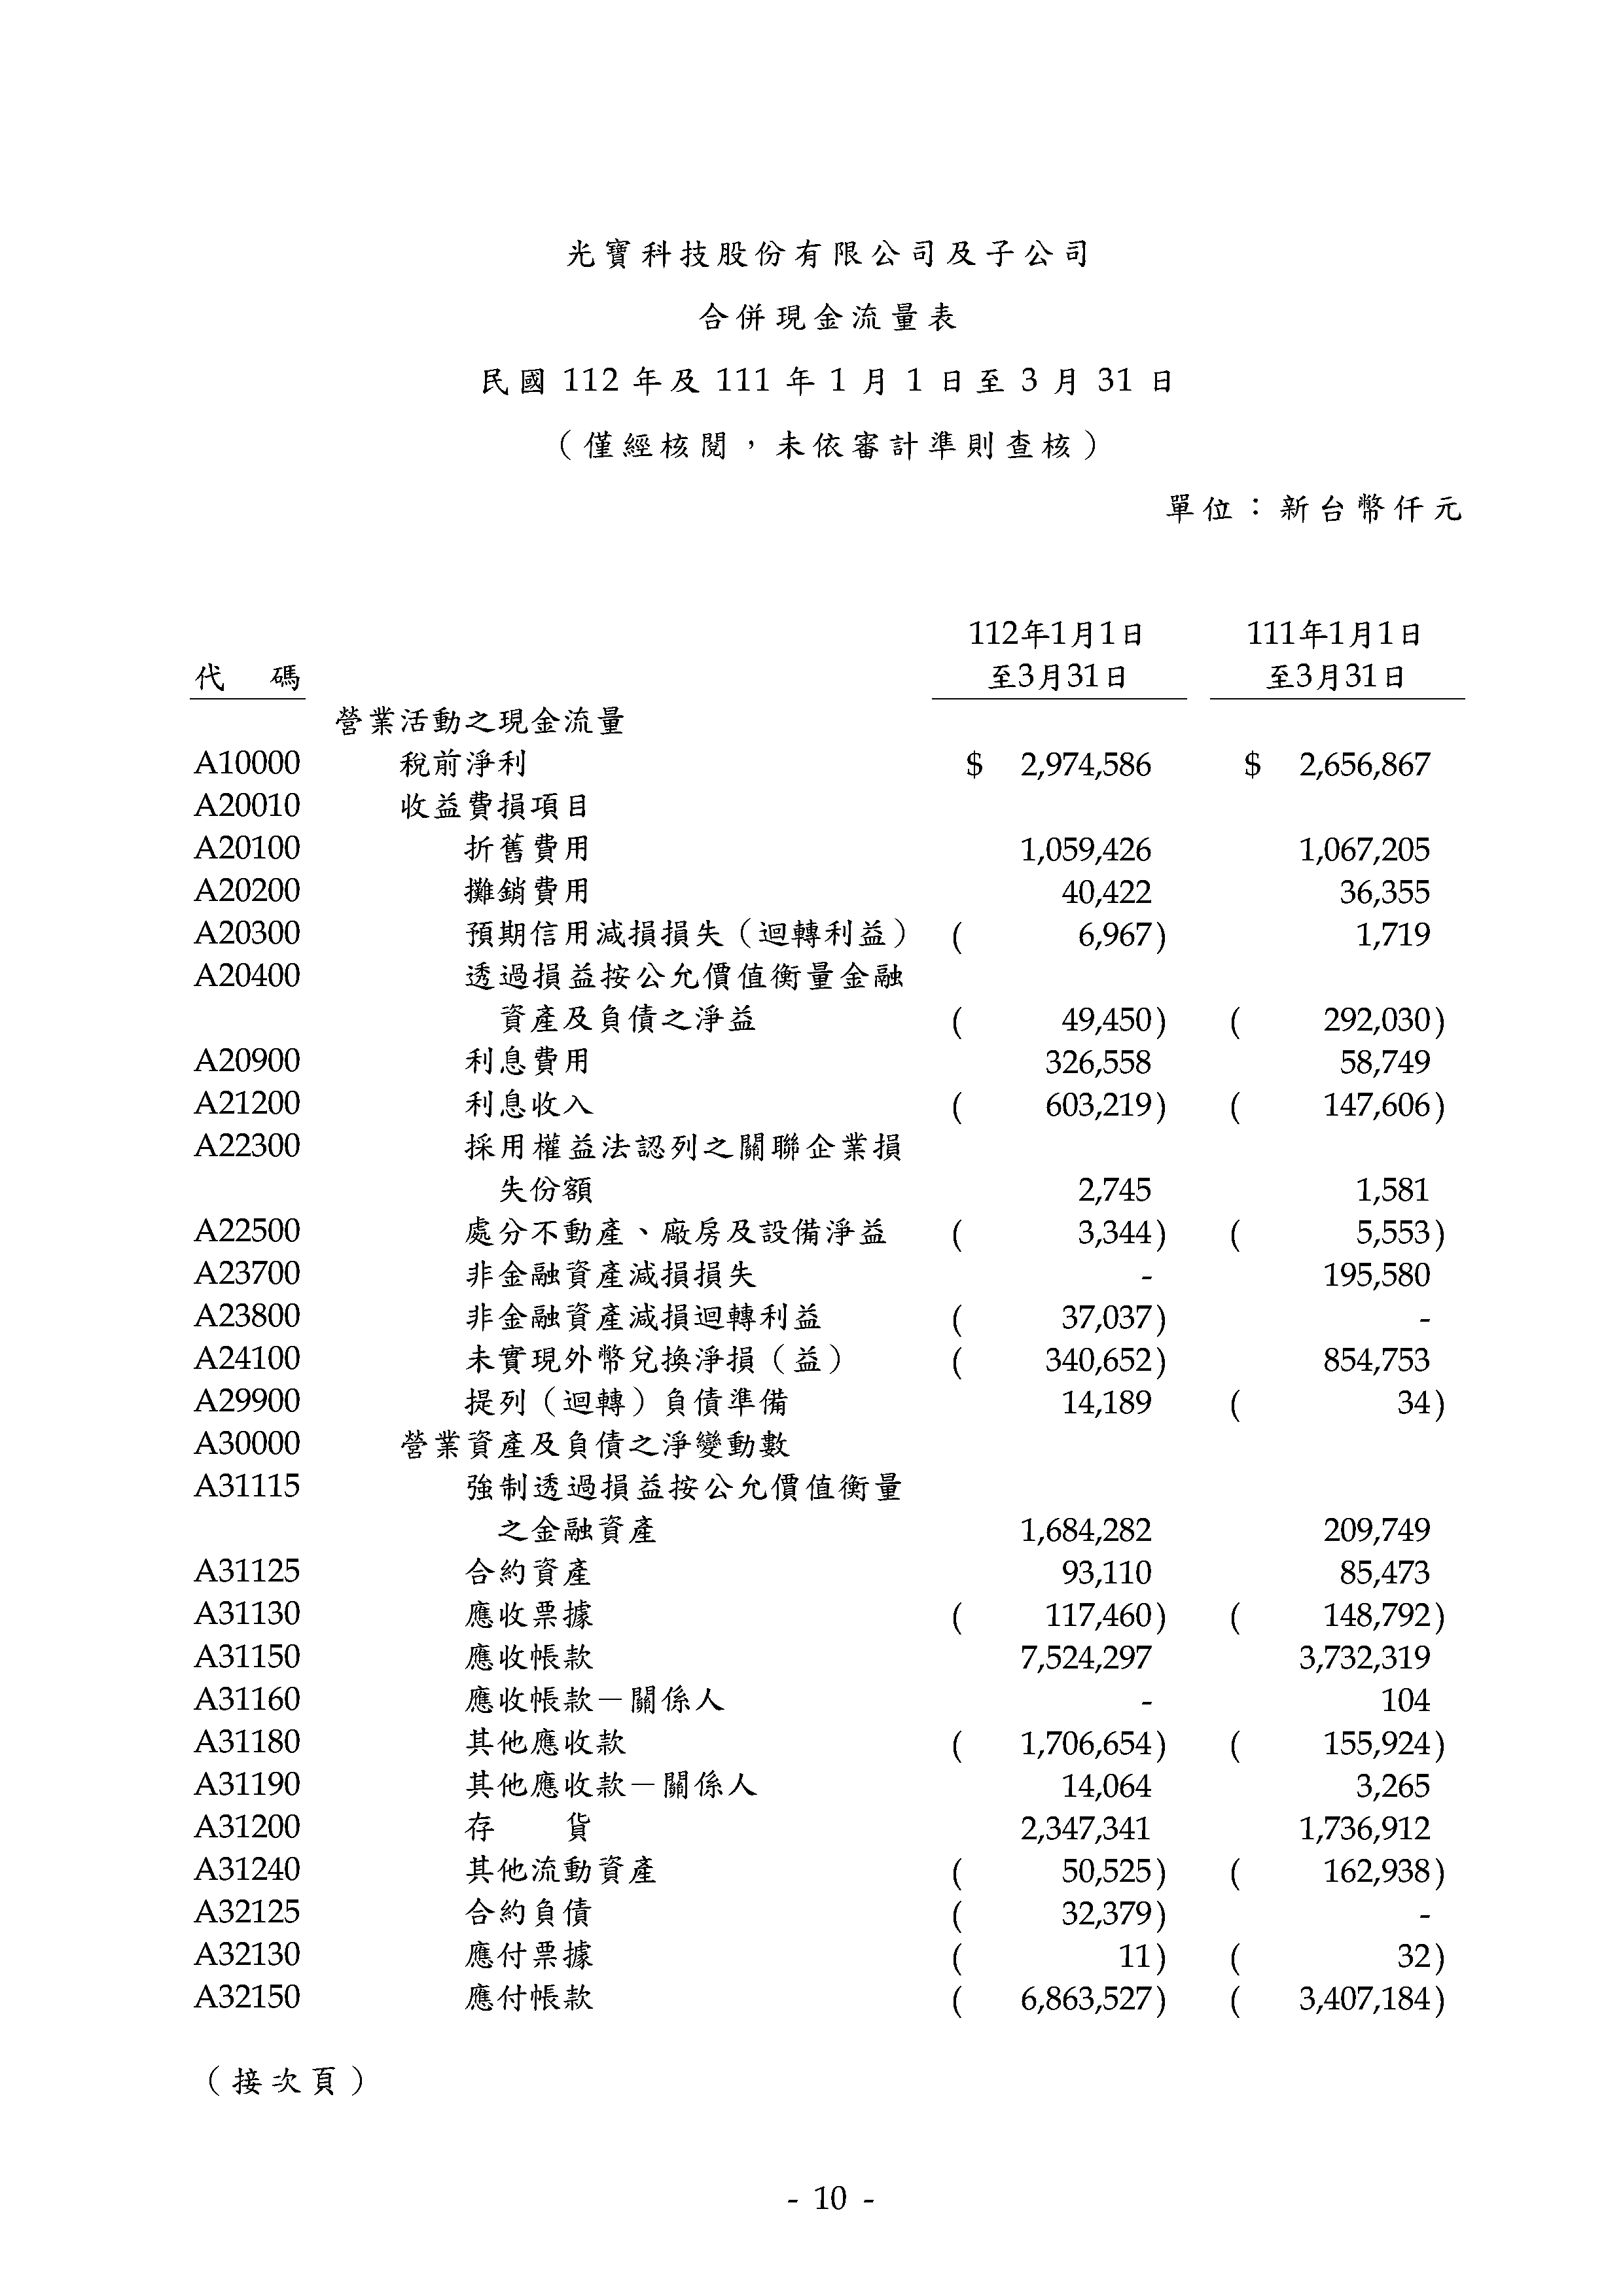 光寶科技股份有限公司及子公司
合併現金流量表
民國 112 年及 111 年 1 月 1 日至 3 月 31 日
（僅經核閱，未依審計準則查核）
單位：新台幣仟元
112年1月1日 111年1月1日
代 碼 至3月31日 至3月31日
營業活動之現金流量
A10000 稅前淨利 $ 2,974,586 $ 2,656,867
A20010 收益費損項目
A20100 折舊費用 1,059,426 1,067,205
A20200 攤銷費用 40,422 36,355
A20300 預期信用減損損失（迴轉利益） ( 6,967) 1,719
A20400 透過損益按公允價值衡量金融
資產及負債之淨益 ( 49,450) ( 292,030)
A20900 利息費用 326,558 58,749
A21200 利息收入 ( 603,219) ( 147,606)
A22300 採用權益法認列之關聯企業損
失份額 2,745 1,581
A22500 處分不動產、廠房及設備淨益 ( 3,344) ( 5,553)
A23700 非金融資產減損損失 - 195,580
A23800 非金融資產減損迴轉利益 ( 37,037) -
A24100 未實現外幣兌換淨損（益） ( 340,652) 854,753
A29900 提列（迴轉）負債準備 14,189 ( 34)
A30000 營業資產及負債之淨變動數
A31115 強制透過損益按公允價值衡量
之金融資產 1,684,282 209,749
A31125 合約資產 93,110 85,473
A31130 應收票據 ( 117,460) ( 148,792)
A31150 應收帳款 7,524,297 3,732,319
A31160 應收帳款－關係人 - 104
A31180 其他應收款 ( 1,706,654) ( 155,924)
A31190 其他應收款－關係人 14,064 3,265
A31200 存 貨 2,347,341 1,736,912
A31240 其他流動資產 ( 50,525) ( 162,938)
A32125 合約負債 ( 32,379) -
A32130 應付票據 ( 11) ( 32)
A32150 應付帳款 ( 6,863,527) ( 3,407,184)
（接次頁）
- 10 -